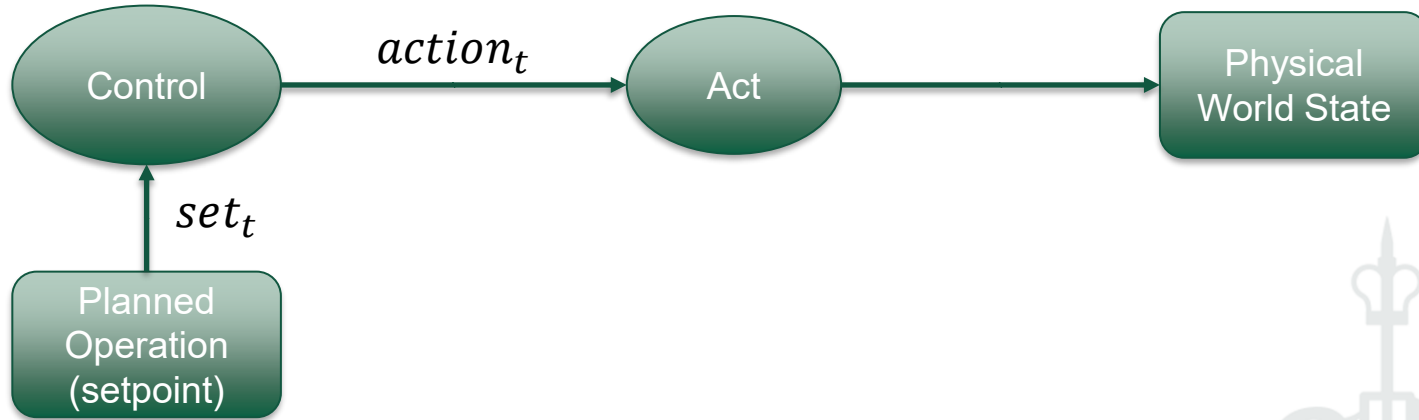 Control
action_t
Act
Physical
World State
set_t
Planned
Operation
(setpoint)